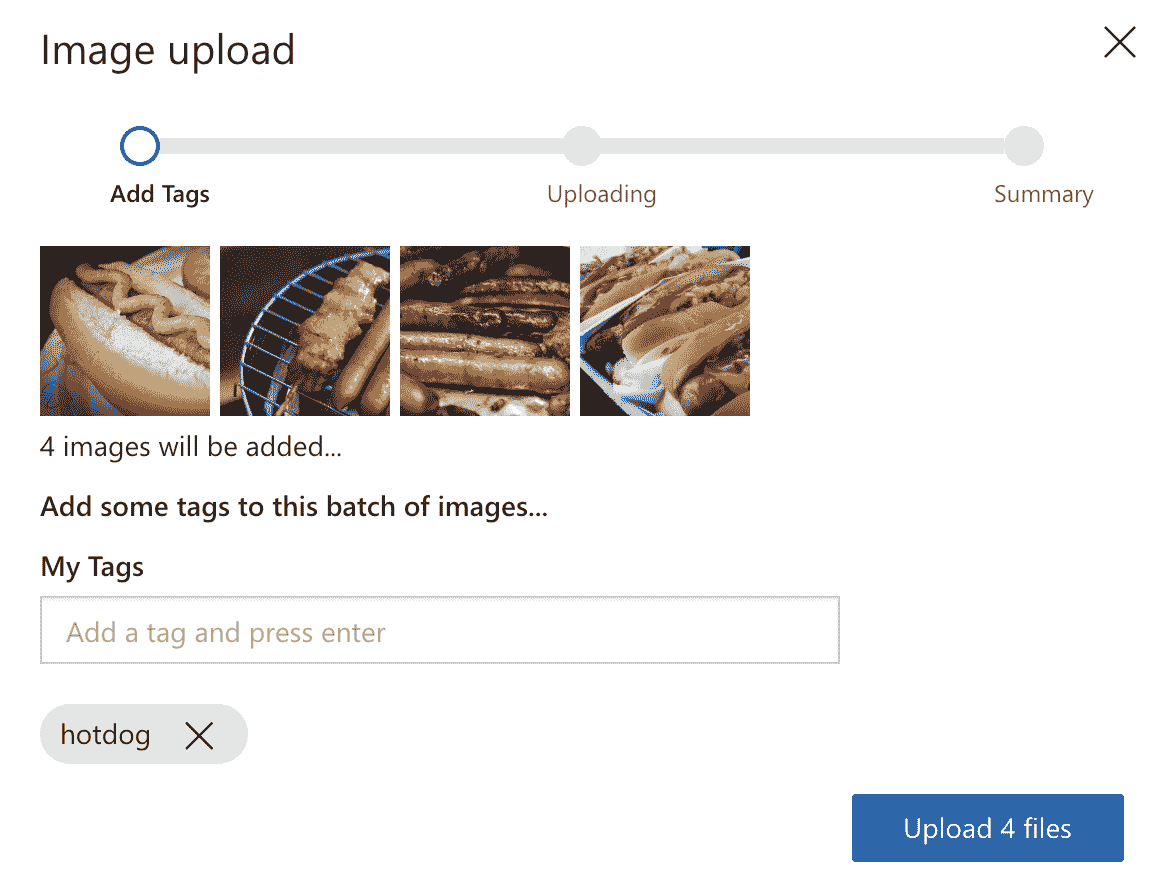 Image upload
Add Tags
Uploading
Summary
4 images will be added...
Add some tags to this batch of images...
My Tags
Add a tag and press enter
hotdog
Upload 4 files